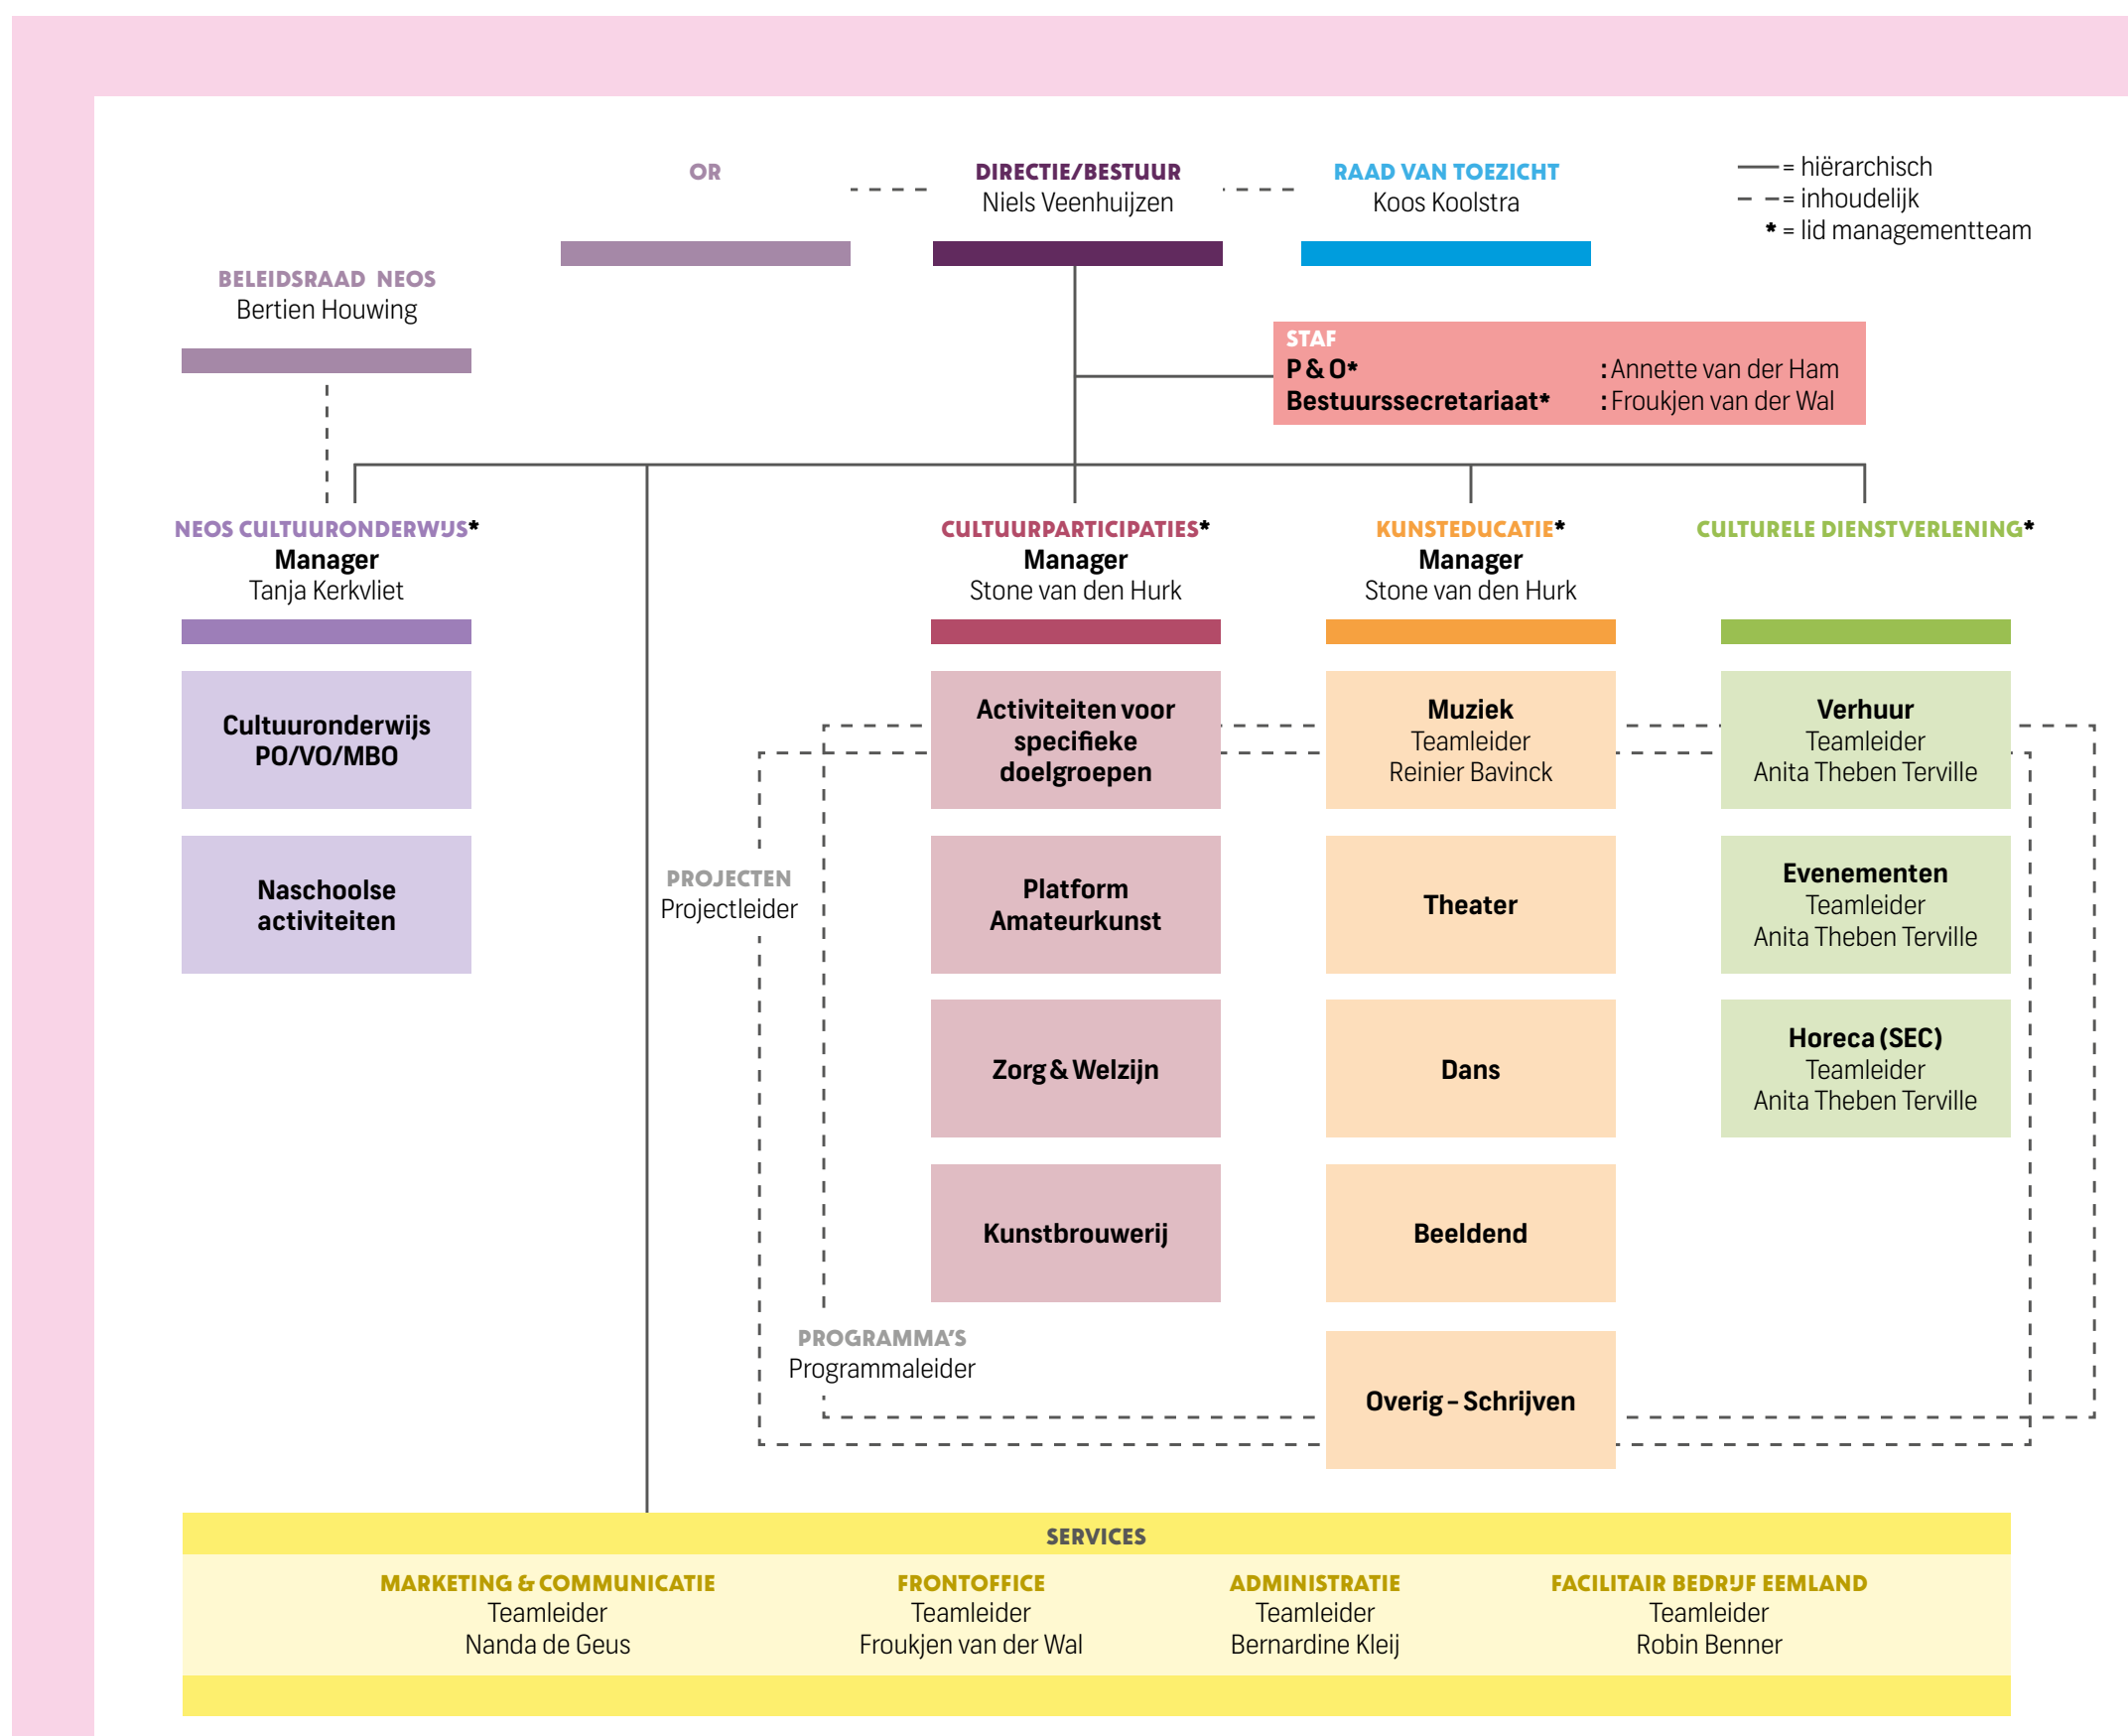 OR
DIRECTIE/BESTUUR
Niels Veenhuijzen
RAAD VAN TOEZICHT
Koos Koolstra
= hiërarchisch
= inhoudelijk
* = lid managementteam
BELEIDSRAAD NEOS
Bertien Houwing
STAF
P & O* : Annette van der Ham
Bestuurssecretariaat* : Froukjen van der Wal
NEOS CULTUURONDERWIJS*
Manager
Tanja Kerkvliet
CULTUURPARTICIPATIES*
Manager
Stone van den Hurk
KUNSTEDUCATIE*
Manager
Stone van den Hurk
CULTURELE DIENSTVERLENING*
Cultuuronderwijs
PO/VO/MBO
Naschoolse
activiteiten
PROJECTEN
Projectleider
Activiteiten voor
specifieke
doelgroepen
Platform
Amateurkunst
Zorg & Welzijn
Kunstbrouwerij
PROGRAMMA'S
Programmaleider
Muziek
Teamleider
Reinier Bavinck
Theater
Dans
Beeldend
Overig – Schrijven
Verhuur
Teamleider
Anita Theben Terville
Evenementen
Teamleider
Anita Theben Terville
Horeca (SEC)
Teamleider
Anita Theben Terville
SERVICES
MARKETING & COMMUNICATIE
Teamleider
Nanda de Geus
FRONTOFFICE
Teamleider
Froukjen van der Wal
ADMINISTRATIE
Teamleider
Bernardine Kleij
FACILITAIR BEDRIJF EEMLAND
Teamleider
Robin Benner